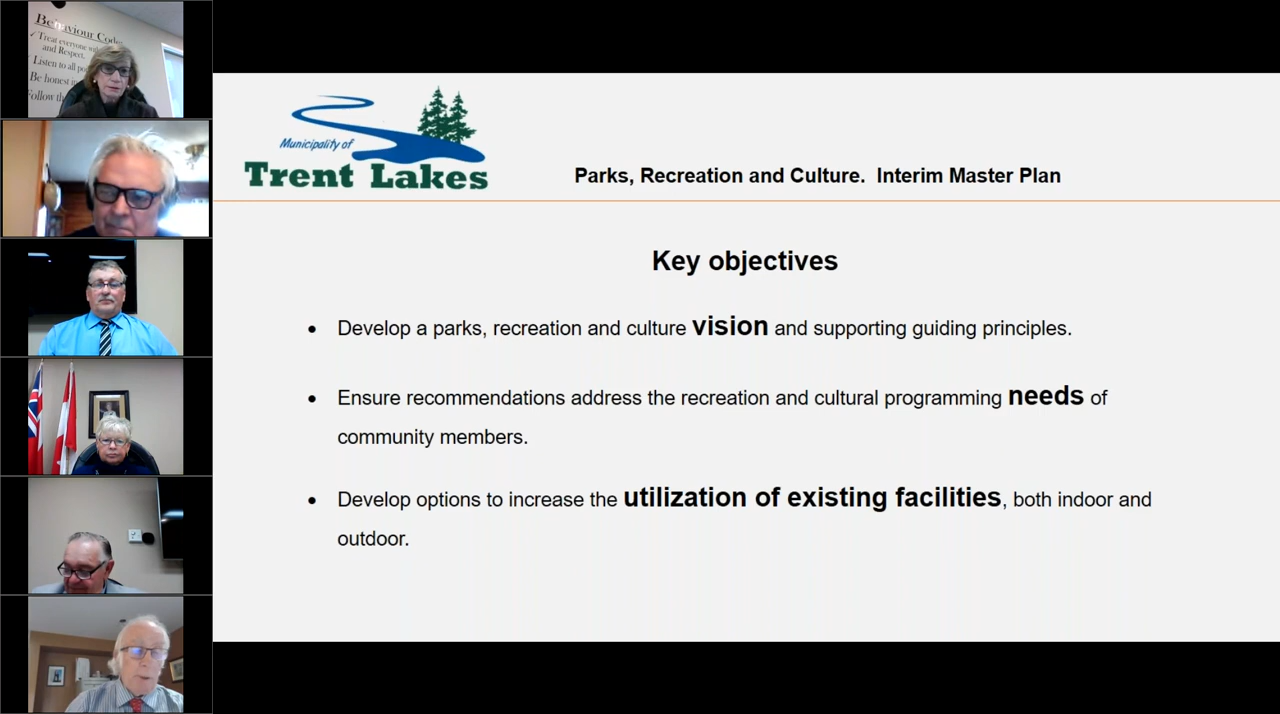 Behaviour Code
✓ Treat everyone with
and Respect.
Listen to all
Be honest
Follow
Municipality of
Trent Lakes
Parks, Recreation and Culture. Interim Master Plan
Key objectives
• Develop a parks, recreation and culture vision and supporting guiding principles.
• Ensure recommendations address the recreation and cultural programming needs of
community members.
• Develop options to increase the utilization of existing facilities, both indoor and
outdoor.